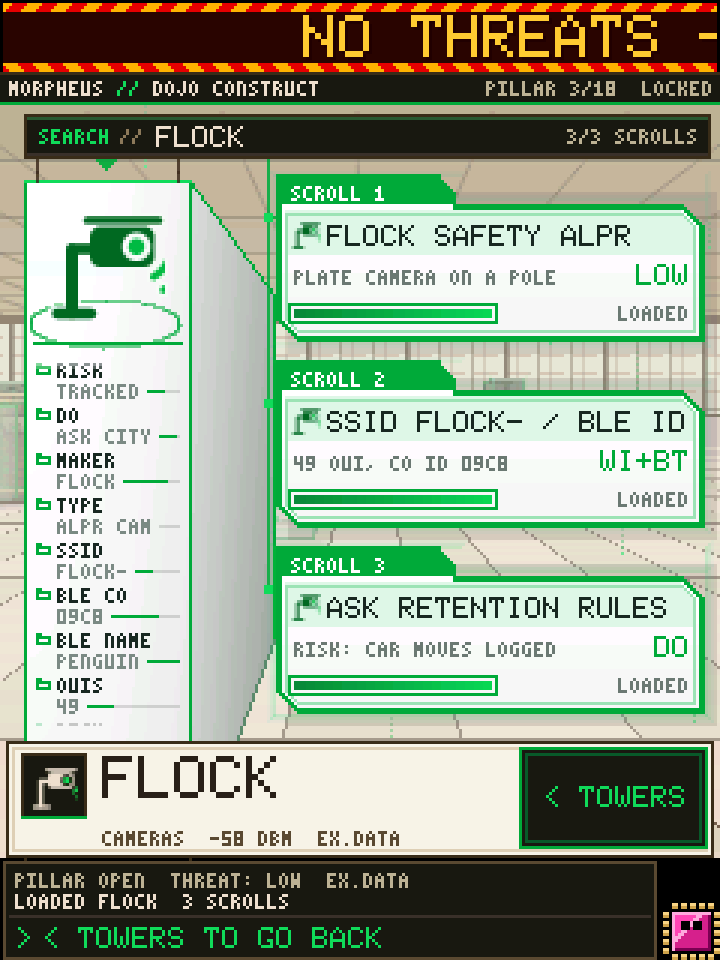 NO THREATS -
MORPHEUS // DOJO CONSTRUCT PILLAR 3/18 LOCKED
SEARCH // FLOCK 3/3 SCROLLS
SCROLL 1
FLOCK SAFETY ALPR
PLATE CAMERA ON A POLE LOW
LOADED
SCROLL 2
SSID FLOCK- / BLE ID
49 OUI, CO ID 09C8 WI+BT
LOADED
SCROLL 3
ASK RETENTION RULES
RISK: CAR MOVES LOGGED DO
LOADED
RISK
TRACKED
DO
ASK CITY
MAKER
FLOCK
TYPE
ALPR CAM
SSID
FLOCK-
BLE CO
09C8
BLE NAME
PENGUIN
OUIS
49
FLOCK
CAMERAS -58 DBM EX.DATA
< TOWERS
PILLAR OPEN THREAT: LOW EX.DATA
LOADED FLOCK 3 SCROLLS
> < TOWERS TO GO BACK